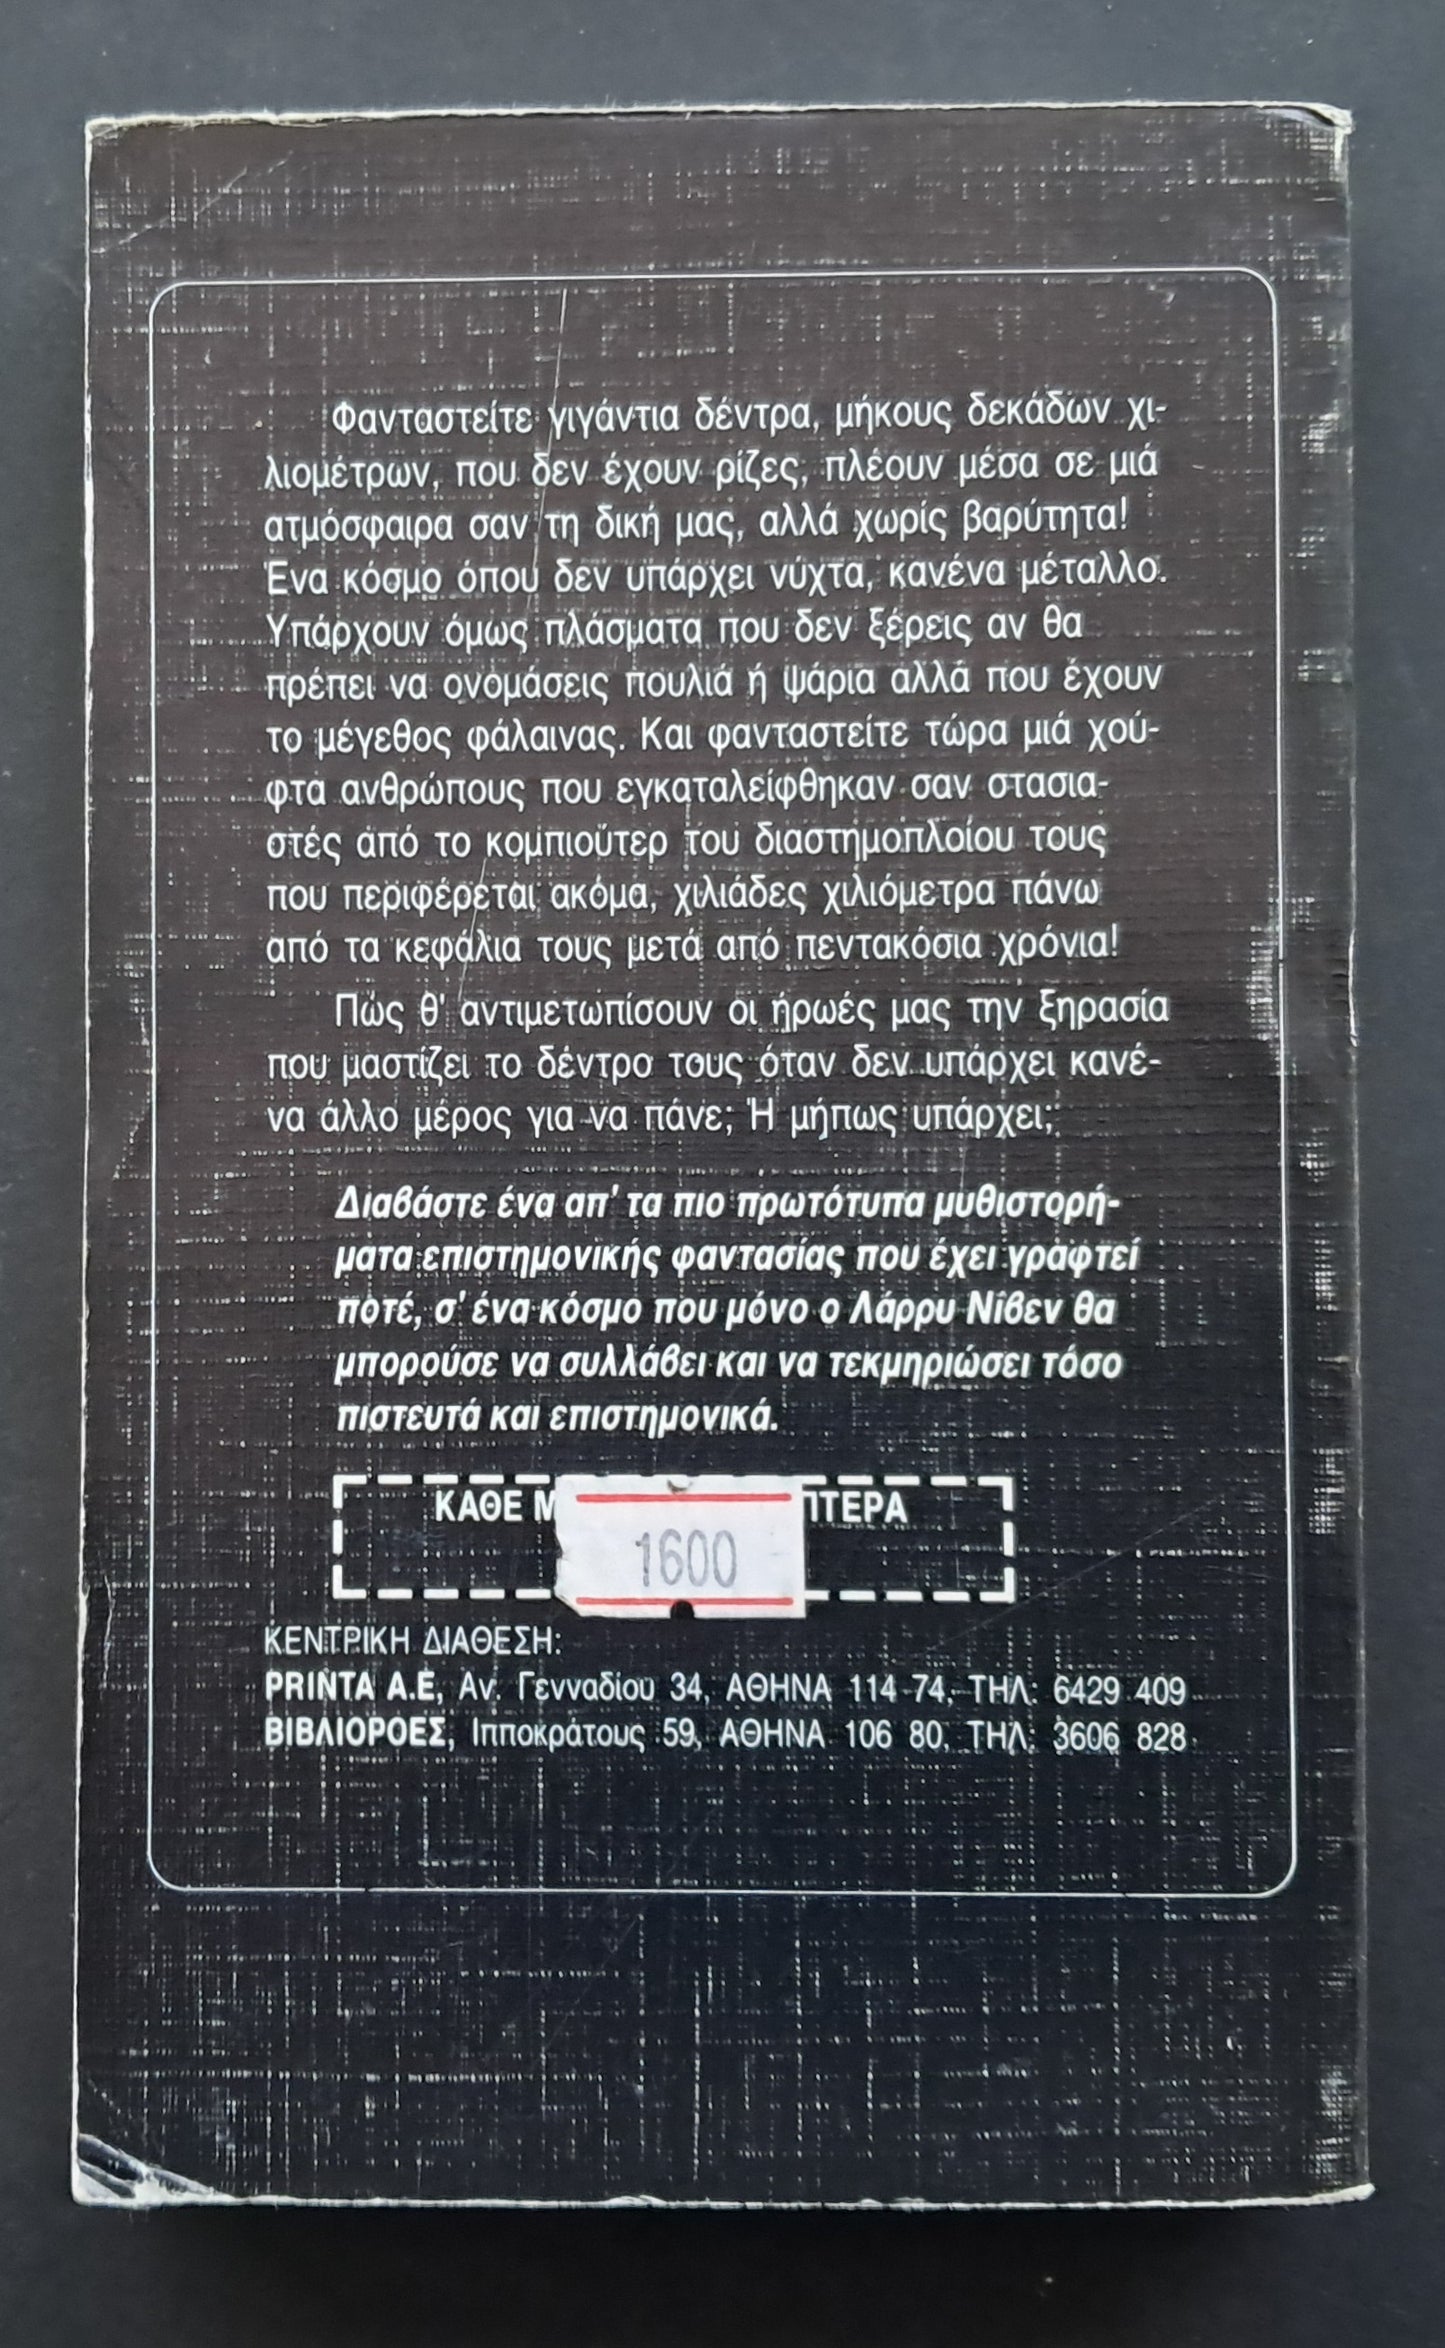 Φανταστείτε γιγάντια δέντρα, μήκους δεκάδων χι-
λιομέτρων, που δεν έχουν ρίζες, πλέουν μέσα σε μιά
ατμόσφαιρα σαν τη δική μας, αλλά χωρίς βαρύτητα!
Ένα κόσμο όπου δεν υπάρχει νύχτα, κανένα μέταλλο.
Υπάρχουν όμως πλάσματα που δεν ξέρεις αν θα
πρέπει να ονομάσεις πουλιά ή ψάρια αλλά που έχουν
το μέγεθος φάλαινας. Και φανταστείτε τώρα μιά χού-
φτα ανθρώπους που εγκαταλείφθηκαν σαν στασια-
στές από το κομπιούτερ του διαστημοπλοίου τους
που περιφέρεται ακόμα, χιλιάδες χιλιόμετρα πάνω
από τα κεφάλια τους μετά από πεντακόσια χρόνια!
Πώς θ' αντιμετωπίσουν οι ήρωές μας την ξηρασία
που μαστίζει το δέντρο τους όταν δεν υπάρχει κανέ-
να άλλο μέρος για να πάνε; Ή μήπως υπάρχει;
Διαβάστε ένα απ' τα πιο πρωτότυπα μυθιστορή-
ματα επιστημονικής φαντασίας που έχει γραφτεί
ποτέ, σ' ένα κόσμο που μόνο ο Λάρρυ Νίβεν θα
μπορούσε να συλλάβει και να τεκμηριώσει τόσο
πιστευτά και επιστημονικά.
ΚΑΘΕ Μ ΠΤΕΡΑ
1600
ΚΕΝΤΡΙΚΗ ΔΙΑΘΕΣΗ:
PRINTA A.E, Αν. Γενναδίου 34, ΑΘΗΝΑ 114 74, ΤΗΛ: 6429 409
ΒΙΒΛΙΟΡΟΕΣ, Ιπποκράτους 59, ΑΘΗΝΑ 106 80, ΤΗΛ: 3606 828